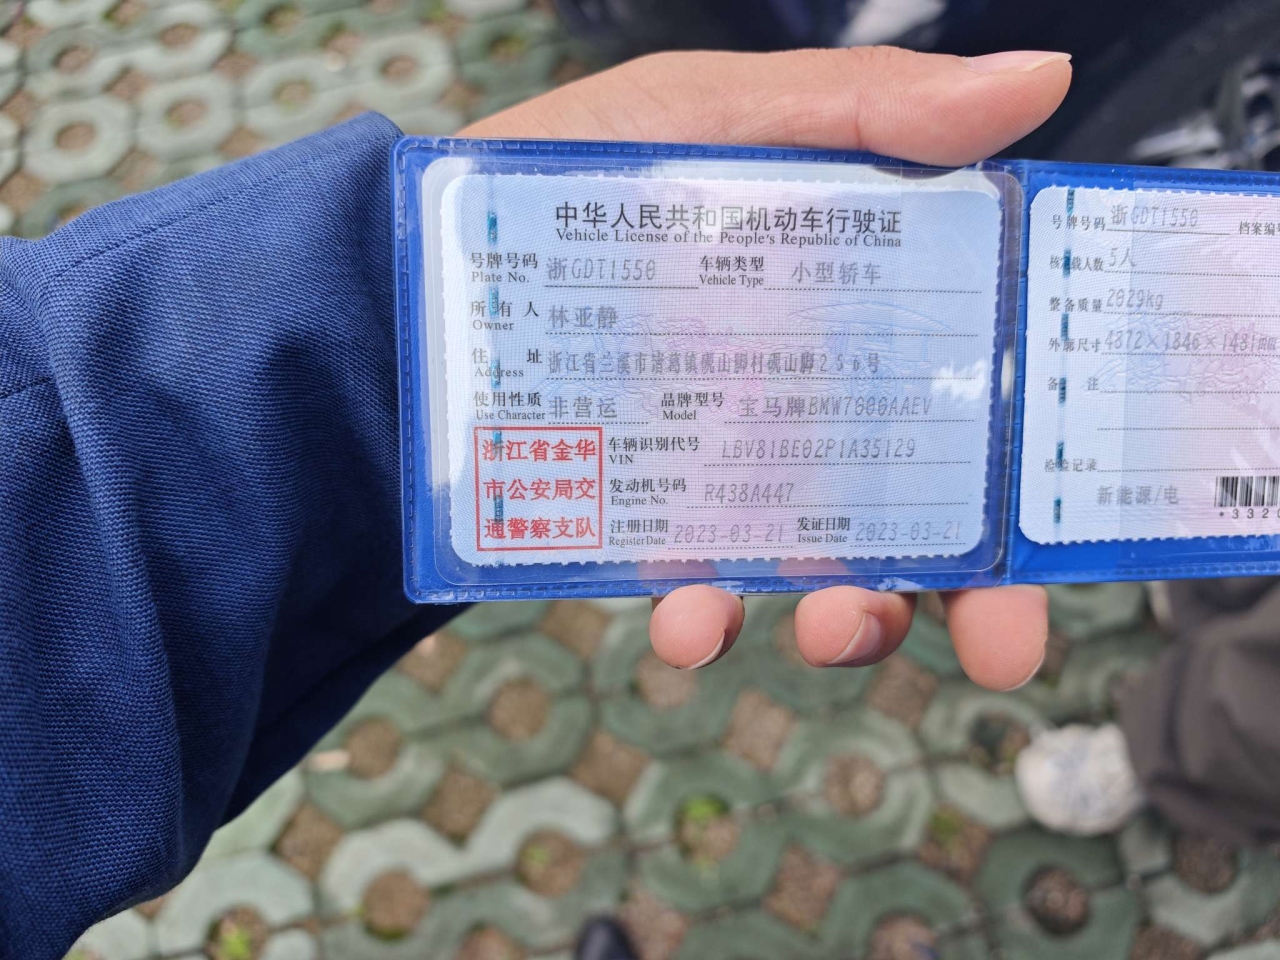 中华人民共和国机动车行驶证
Vehicle License of the People's Republic of China
号牌号码 浙GDT1550 车辆类型 小型轿车
Plate No. Vehicle Type
所有人 林亚静
Owner
住址 浙江省兰溪市诸葛镇砚山脚村砚山脚256号
Address
使用性质 非营运 品牌型号 宝马牌BMW7000AAEV
Use Character Model
浙江省金华
市公安局交
通警察支队
车辆识别代号 LBV81BE02P1A35129
VIN
发动机号码 R438A447
Engine No.
注册日期 2023-03-21 发证日期 2023-03-21
Register Date Issue Date
号牌号码 浙GDT1550 档案编号
核定载人数 5人
整备质量 2029kg
外廓尺寸 4872×1846×1481mm
备注
检验记录
新能源/电
*3320